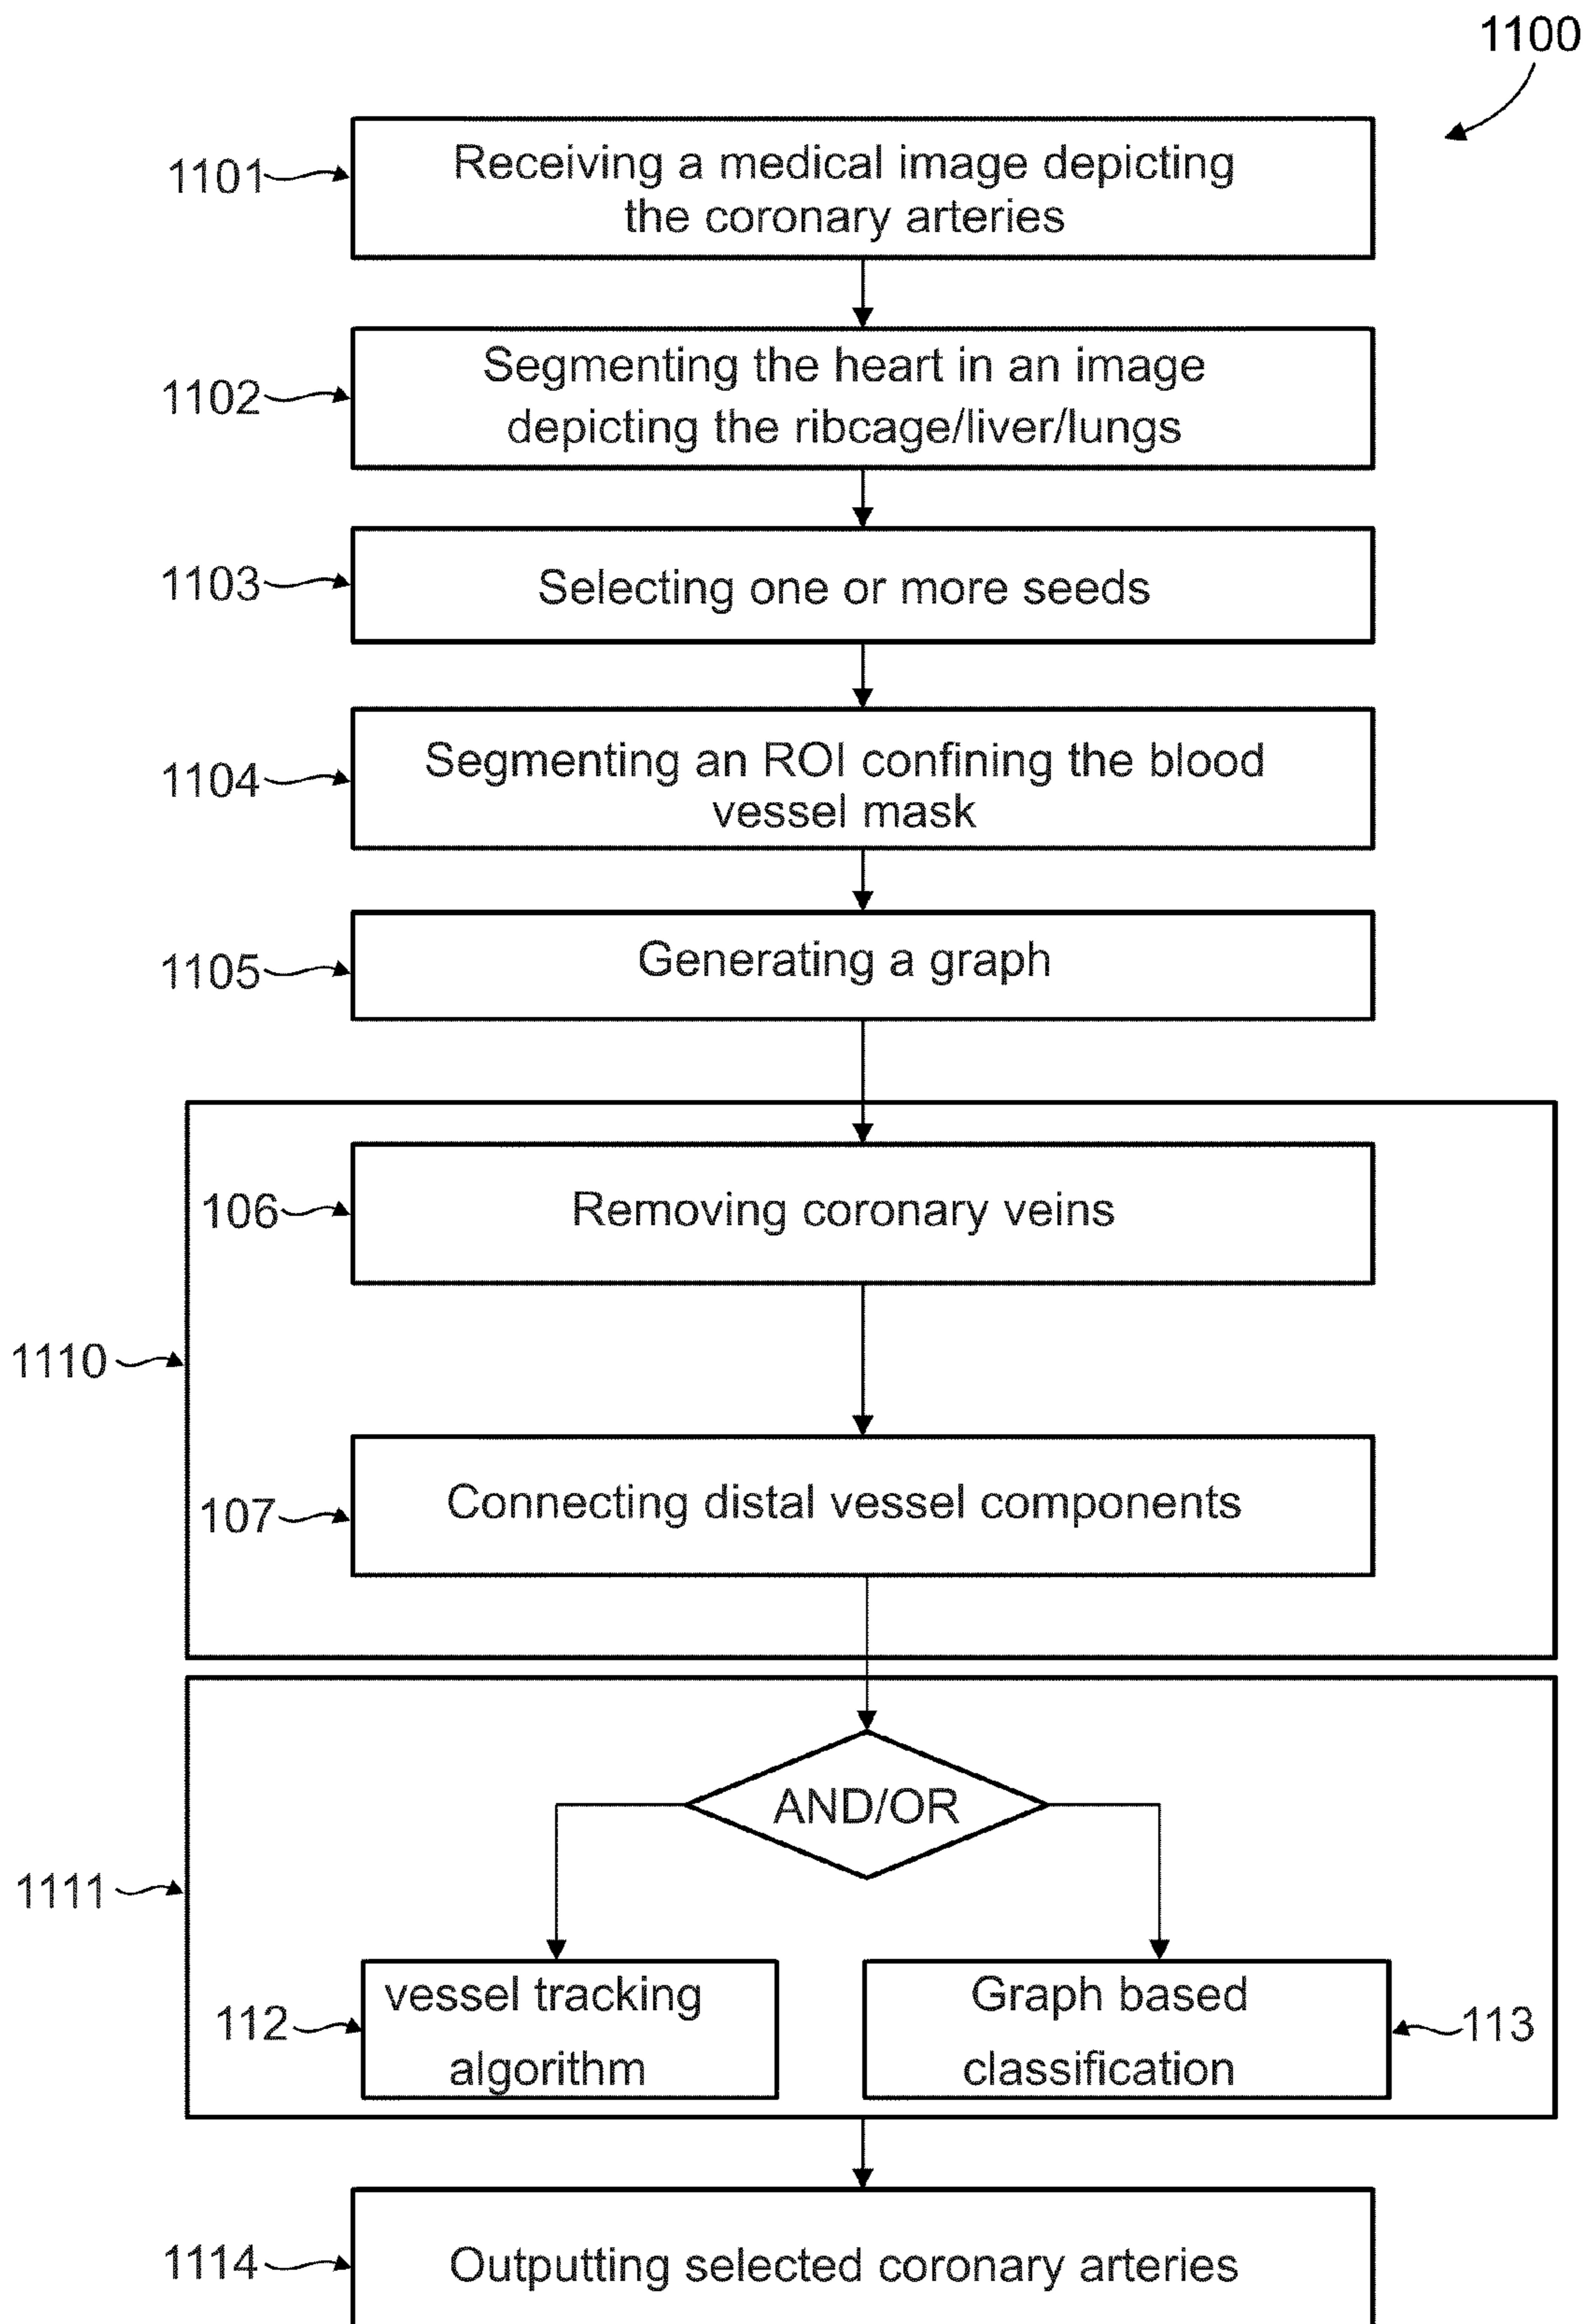 1100
1101
Receiving a medical image depicting
the coronary arteries
1102
Segmenting the heart in an image
depicting the ribcage/liver/lungs
1103
Selecting one or more seeds
1104
Segmenting an ROI confining the blood
vessel mask
1105
Generating a graph
106
Removing coronary veins
1110
107
Connecting distal vessel components
AND/OR
1111
112
vessel tracking
algorithm
Graph based
classification
113
1114
Outputting selected coronary arteries